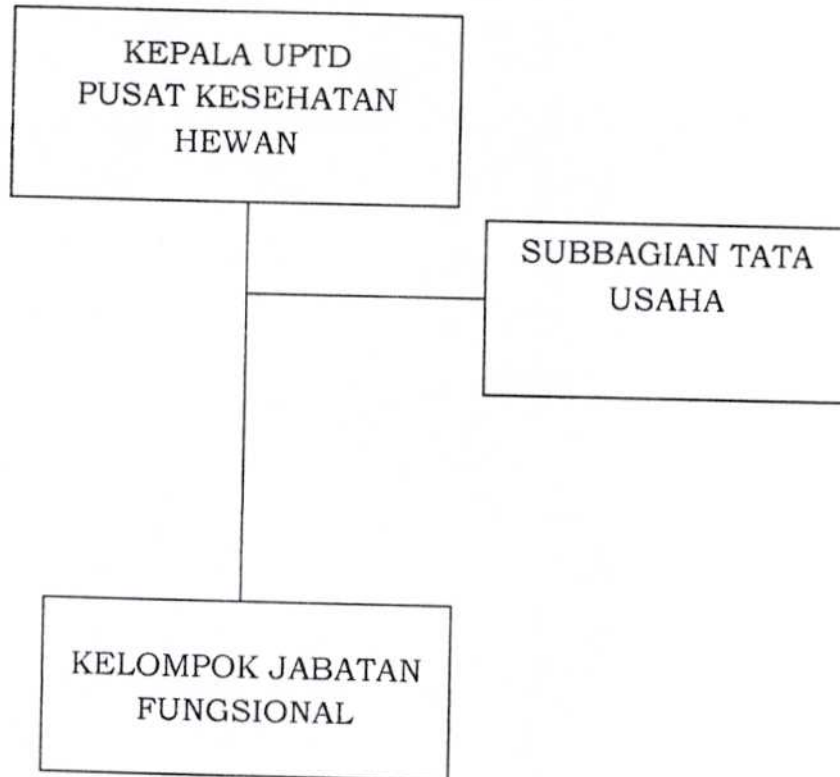 KEPALA UPTD
PUSAT KESEHATAN
HEWAN
SUBBAGIAN TATA
USAHA
KELOMPOK JABATAN
FUNGSIONAL